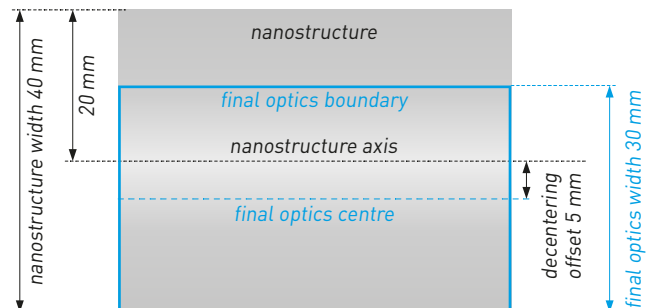 nanostructure
final optics boundary
nanostructure axis
final optics centre
nanostructure width 40 mm
20 mm
decentering
offset 5 mm
final optics width 30 mm